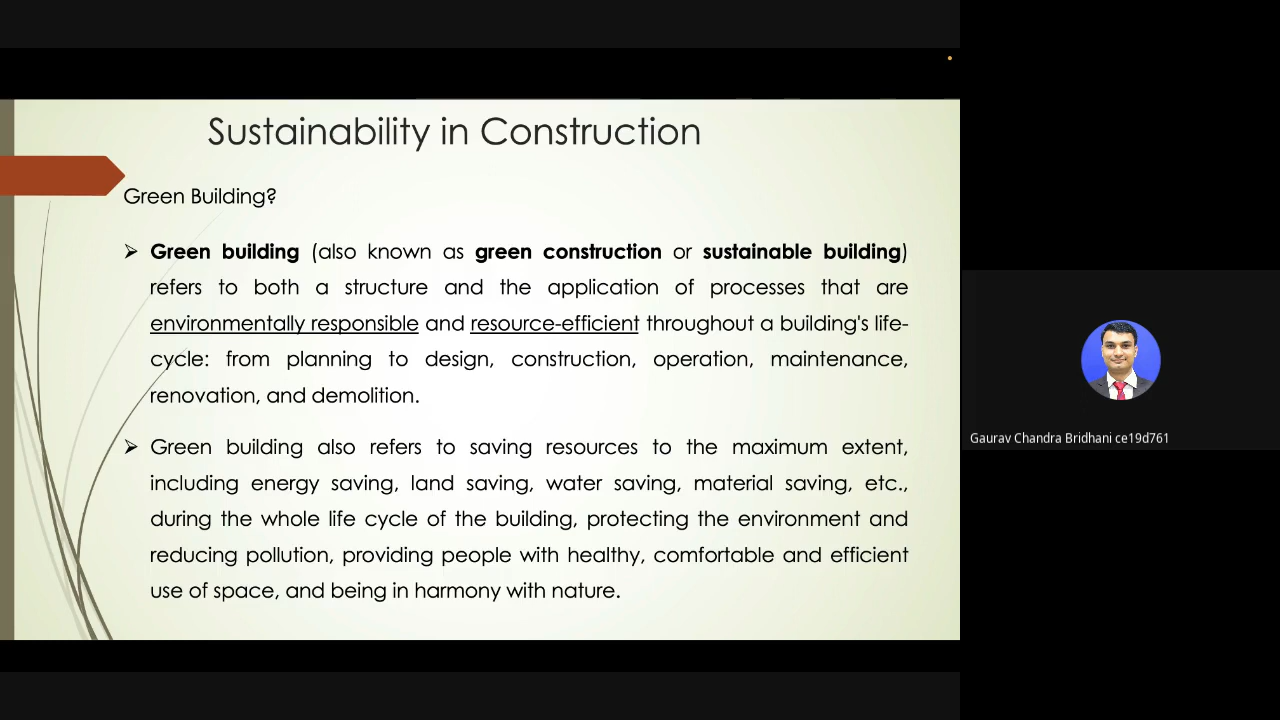 Sustainability in Construction
Green Building?
➢ Green building (also known as green construction or sustainable building)
refers to both a structure and the application of processes that are
environmentally responsible and resource-efficient throughout a building's life-
cycle: from planning to design, construction, operation, maintenance,
renovation, and demolition.
➢ Green building also refers to saving resources to the maximum extent,
including energy saving, land saving, water saving, material saving, etc.,
during the whole life cycle of the building, protecting the environment and
reducing pollution, providing people with healthy, comfortable and efficient
use of space, and being in harmony with nature.
Gaurav Chandra Bridhani ce19d761